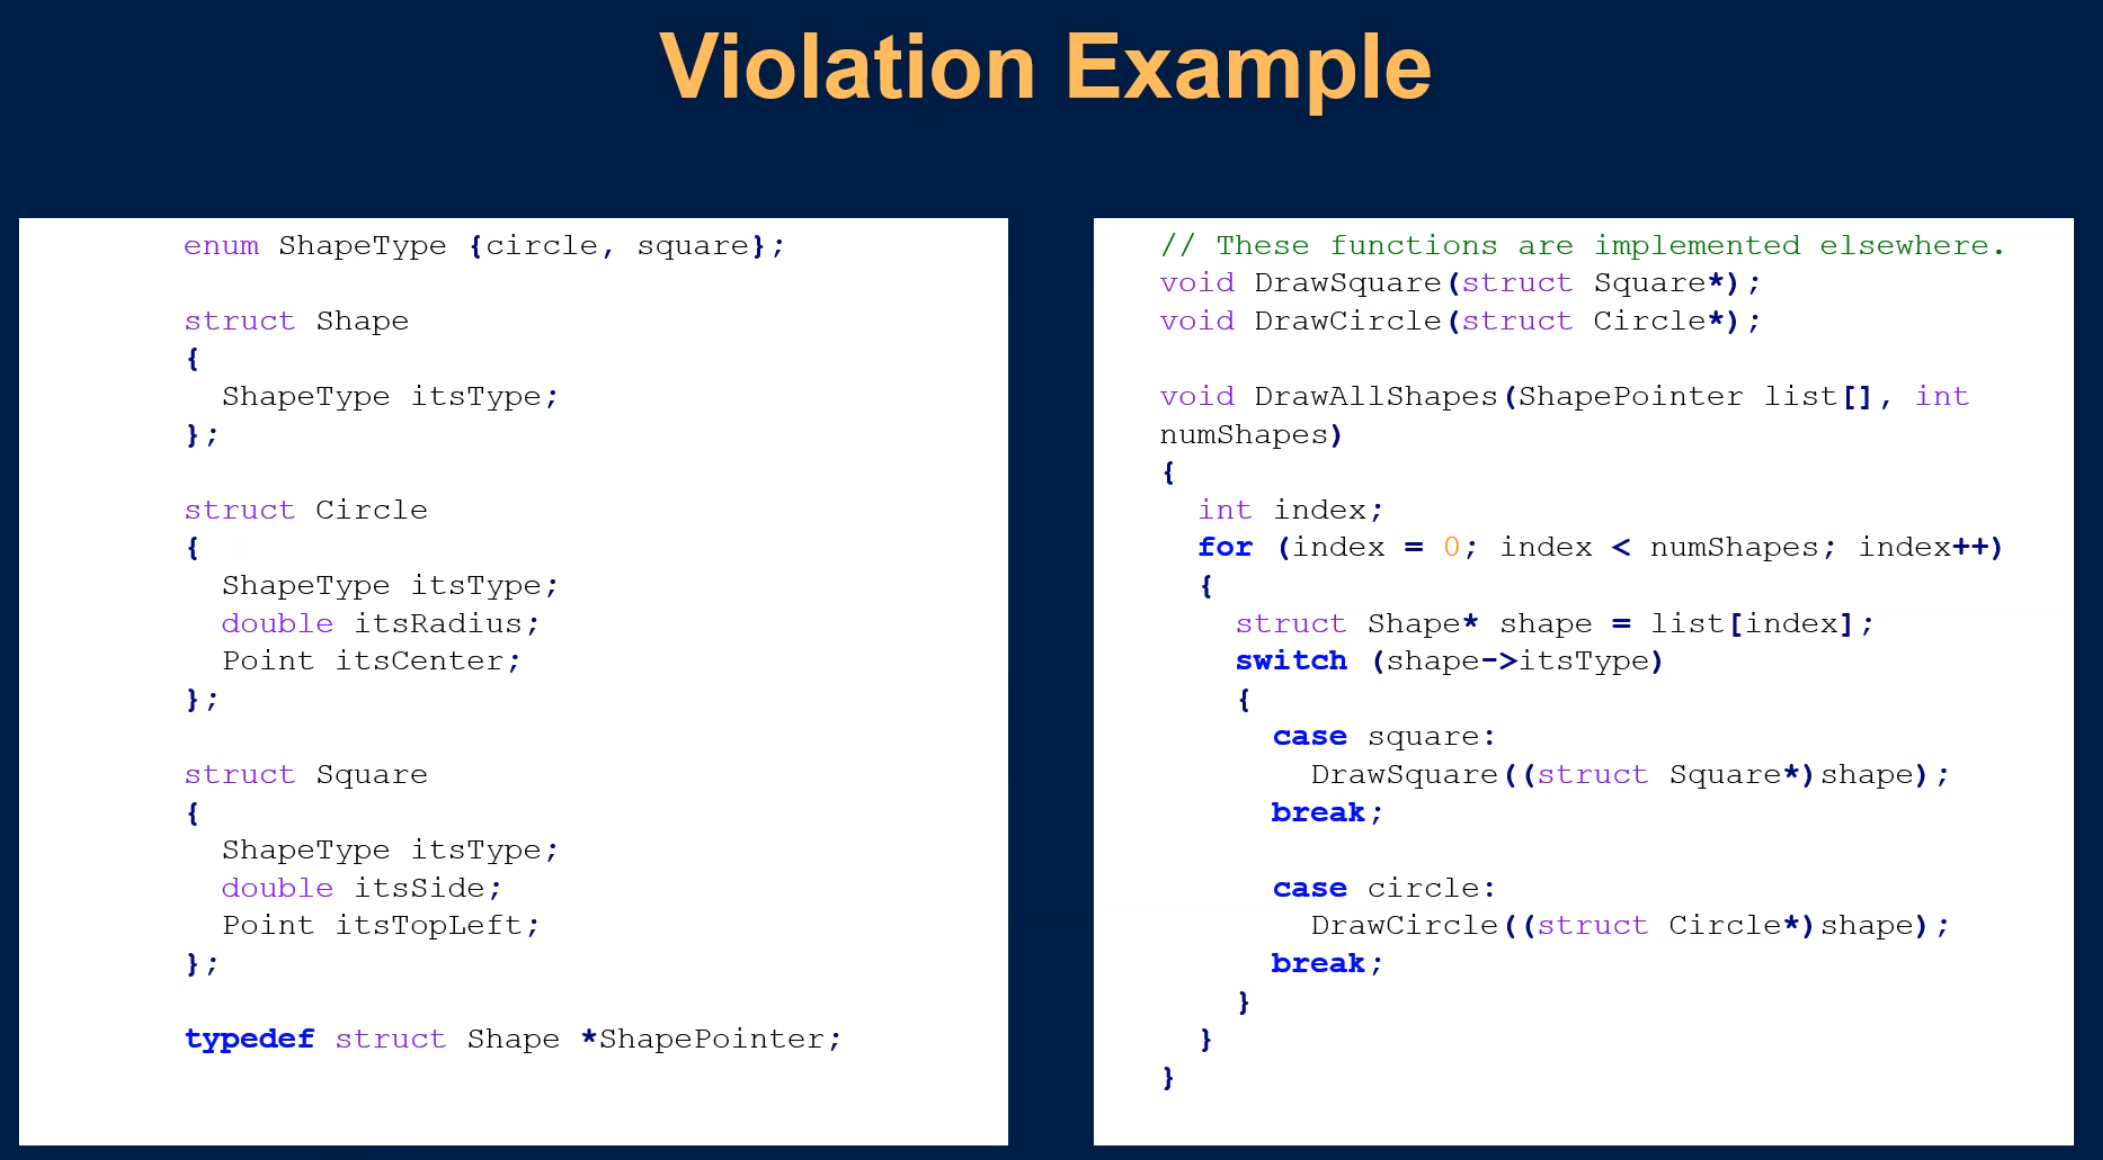 Violation Example
enum ShapeType {circle, square};
struct Shape
{
ShapeType itsType;
};
struct Circle
{
ShapeType itsType;
double itsRadius;
Point itsCenter;
};
struct Square
{
ShapeType itsType;
double itsSide;
Point itsTopLeft;
};
typedef struct Shape *ShapePointer;
// These functions are implemented elsewhere.
void DrawSquare(struct Square*);
void DrawCircle(struct Circle*);
void DrawAllShapes(ShapePointer list[], int
numShapes)
{
int index;
for (index = 0; index < numShapes; index++)
{
struct Shape* shape = list[index];
switch (shape->itsType)
{
case square:
DrawSquare((struct Square*)shape);
break;
case circle:
DrawCircle((struct Circle*)shape);
break;
}
}
}